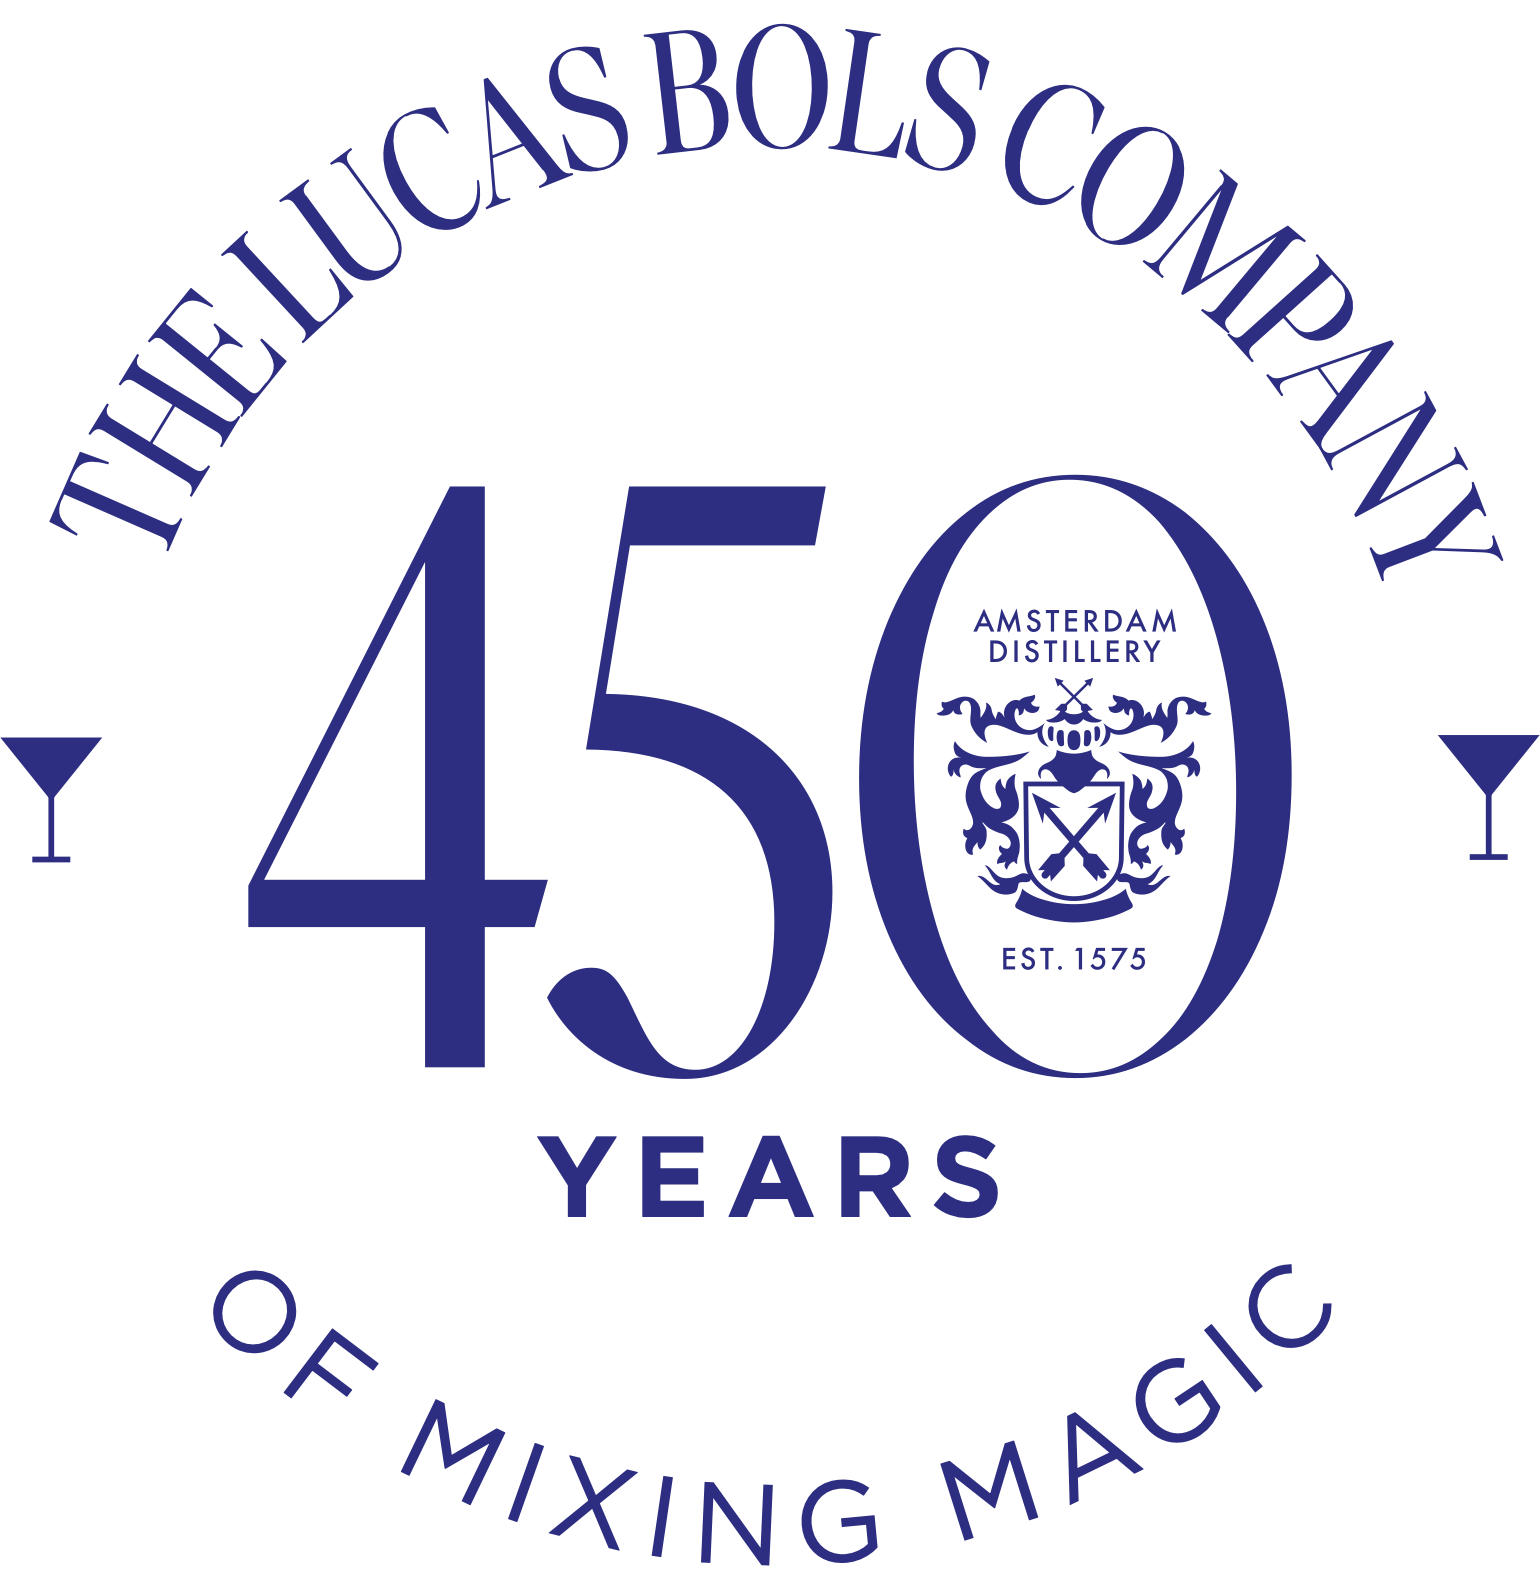 THE LUCAS BOLS COMPANY
450
AMSTERDAM
DISTILLERY
EST. 1575
YEARS
OF MIXING MAGIC